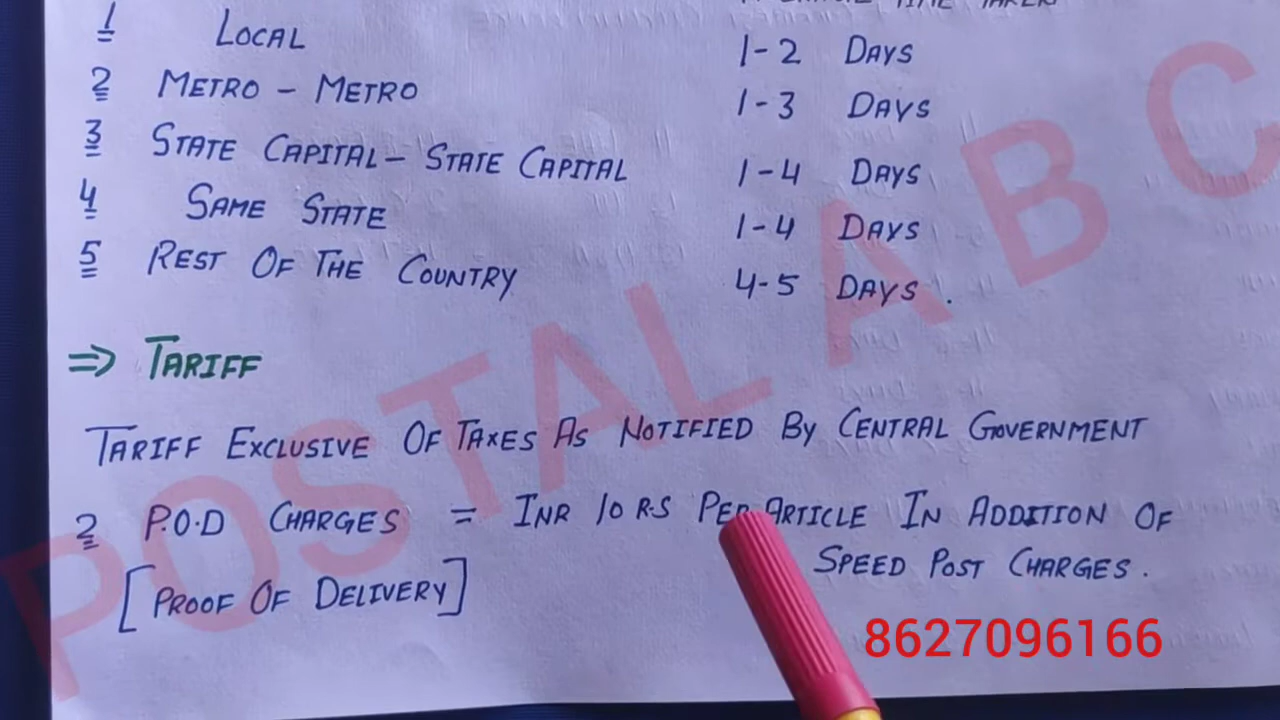 TIME TAKEN
1 LOCAL 1-2 DAYS
2 METRO - METRO 1-3 DAYS
3 STATE CAPITAL - STATE CAPITAL 1-4 DAYS
4 SAME STATE 1-4 DAYS
5 REST OF THE COUNTRY 4-5 DAYS.
⇒ TARIFF
TARIFF EXCLUSIVE OF TAXES AS NOTIFIED BY CENTRAL GOVERNMENT
2 P.O.D CHARGES = INR 10 R.S PER ARTICLE IN ADDITION OF
SPEED POST CHARGES.
[PROOF OF DELIVERY]
8627096166
POSTAL ABC